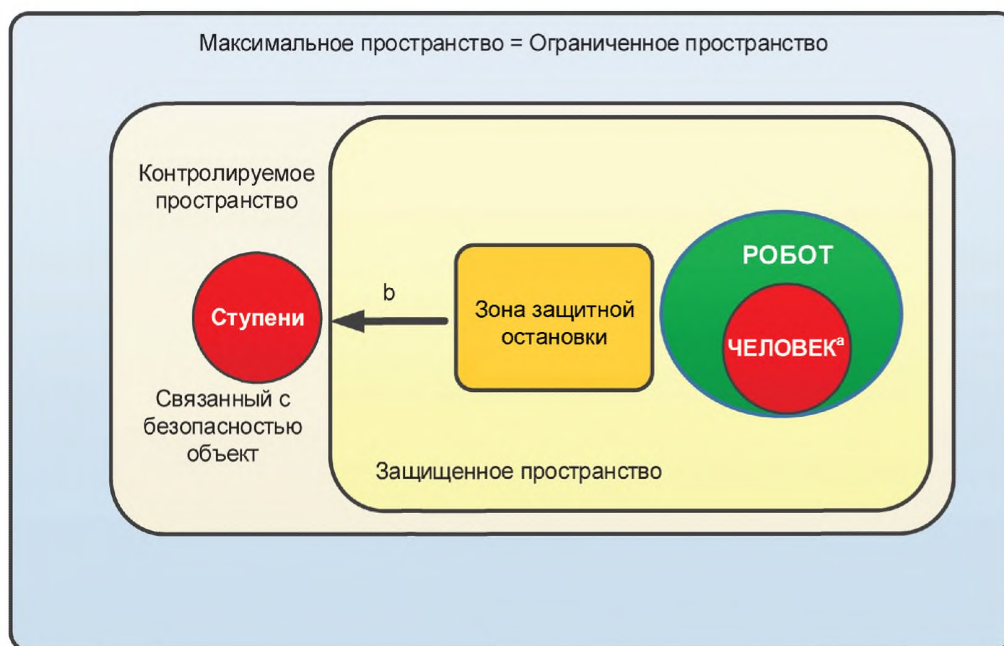 Максимальное пространство = Ограниченное пространство
Контролируемое
пространство
Ступени
Связанный с
безопасностью
объект
b
Зона защитной
остановки
РОБОТ
ЧЕЛОВЕКª
Защищенное пространство